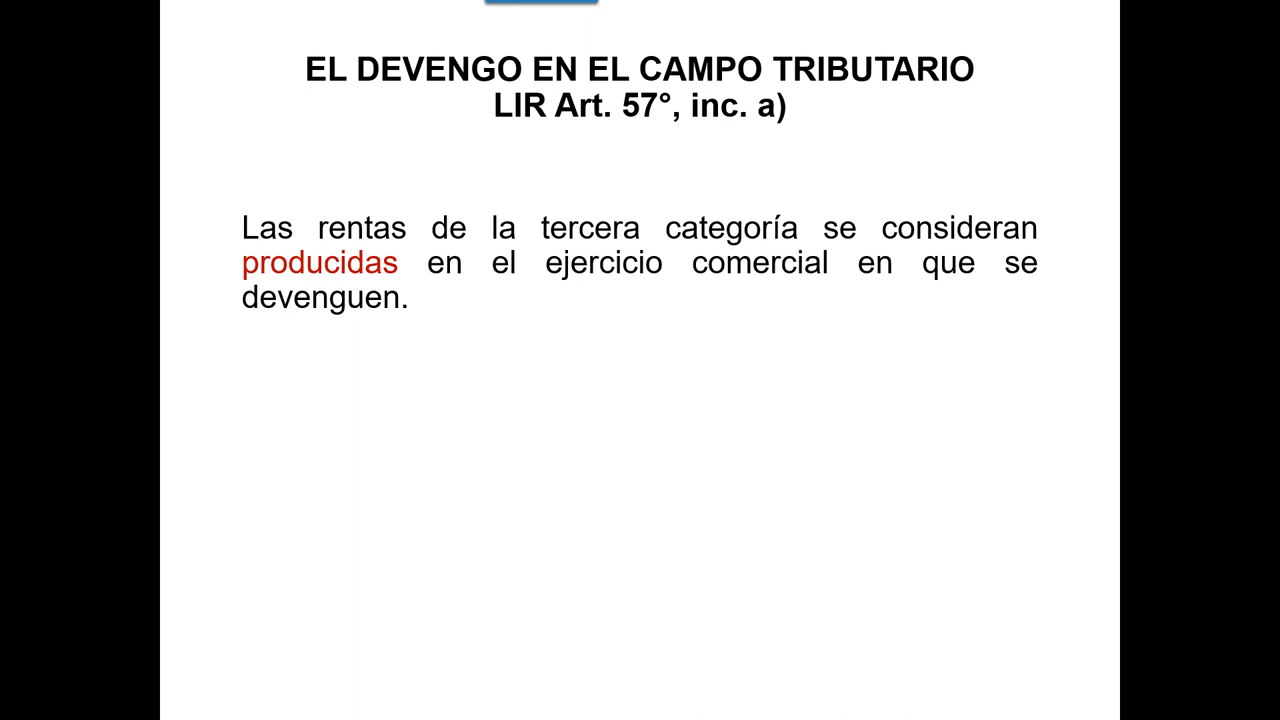 EL DEVENGO EN EL CAMPO TRIBUTARIO
LIR Art. 57°, inc. a)
Las rentas de la tercera categoría se consideran
producidas en el ejercicio comercial en que se
devenguen.